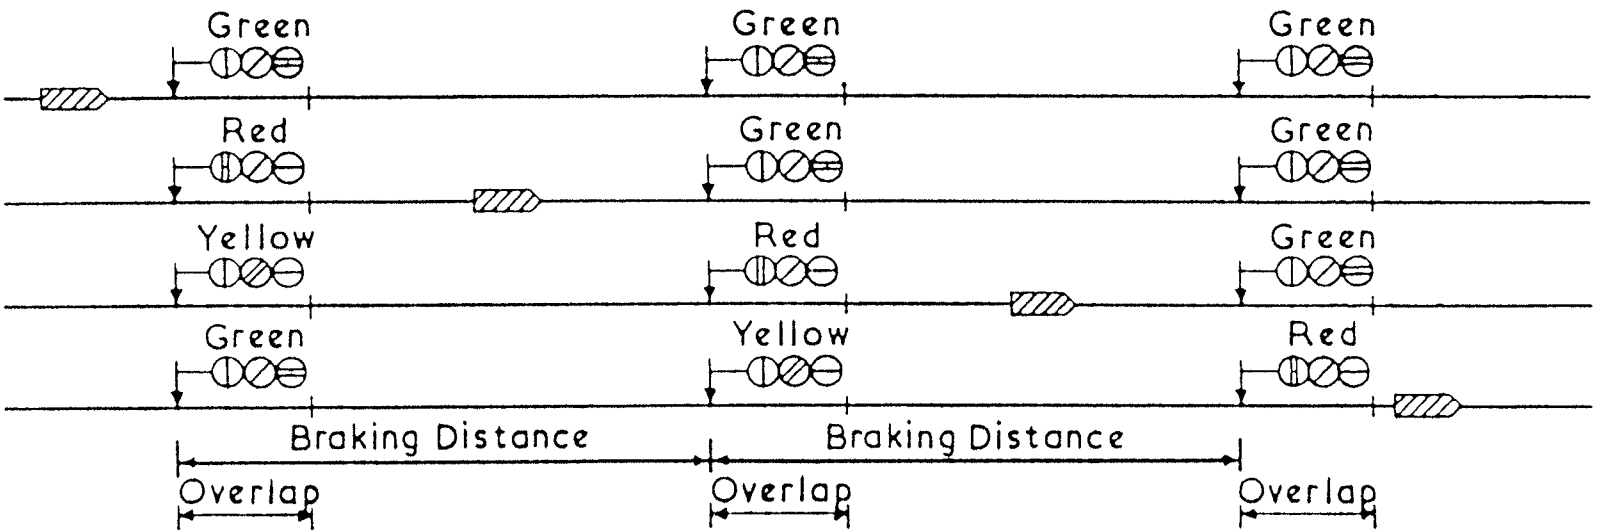 Green Green Green
Red Green Green
Yellow Red Green
Green Yellow Red
Braking Distance Braking Distance
Overlap Overlap Overlap